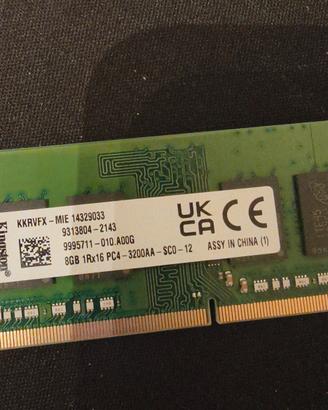 Kingston
KKRVFX-MIE 14329033
9313804-2143
9995711-010.A00G
8GB 1Rx16 PC4-3200AA-SC0-12
UK
CA CE
ASSY IN CHINA (1)